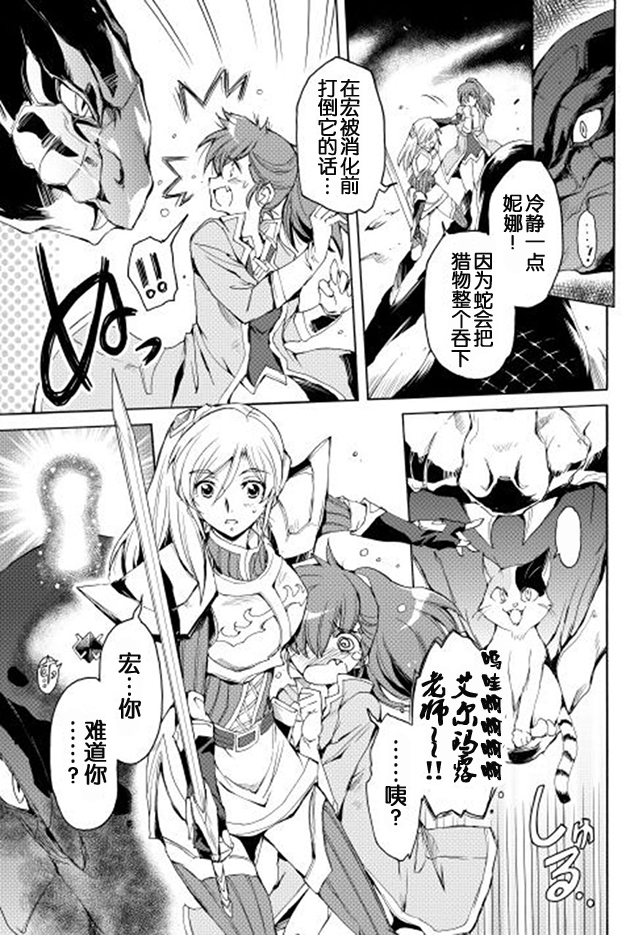 …！
冷静一点
妮娜！
因为蛇会把
猎物整个吞下
在宏被消化前
打倒它的话…
!!
ぬっ
呜哇啊啊啊啊
艾尔玛露
老师～!!
しゅる..
……咦？
宏…你
难道你
……？